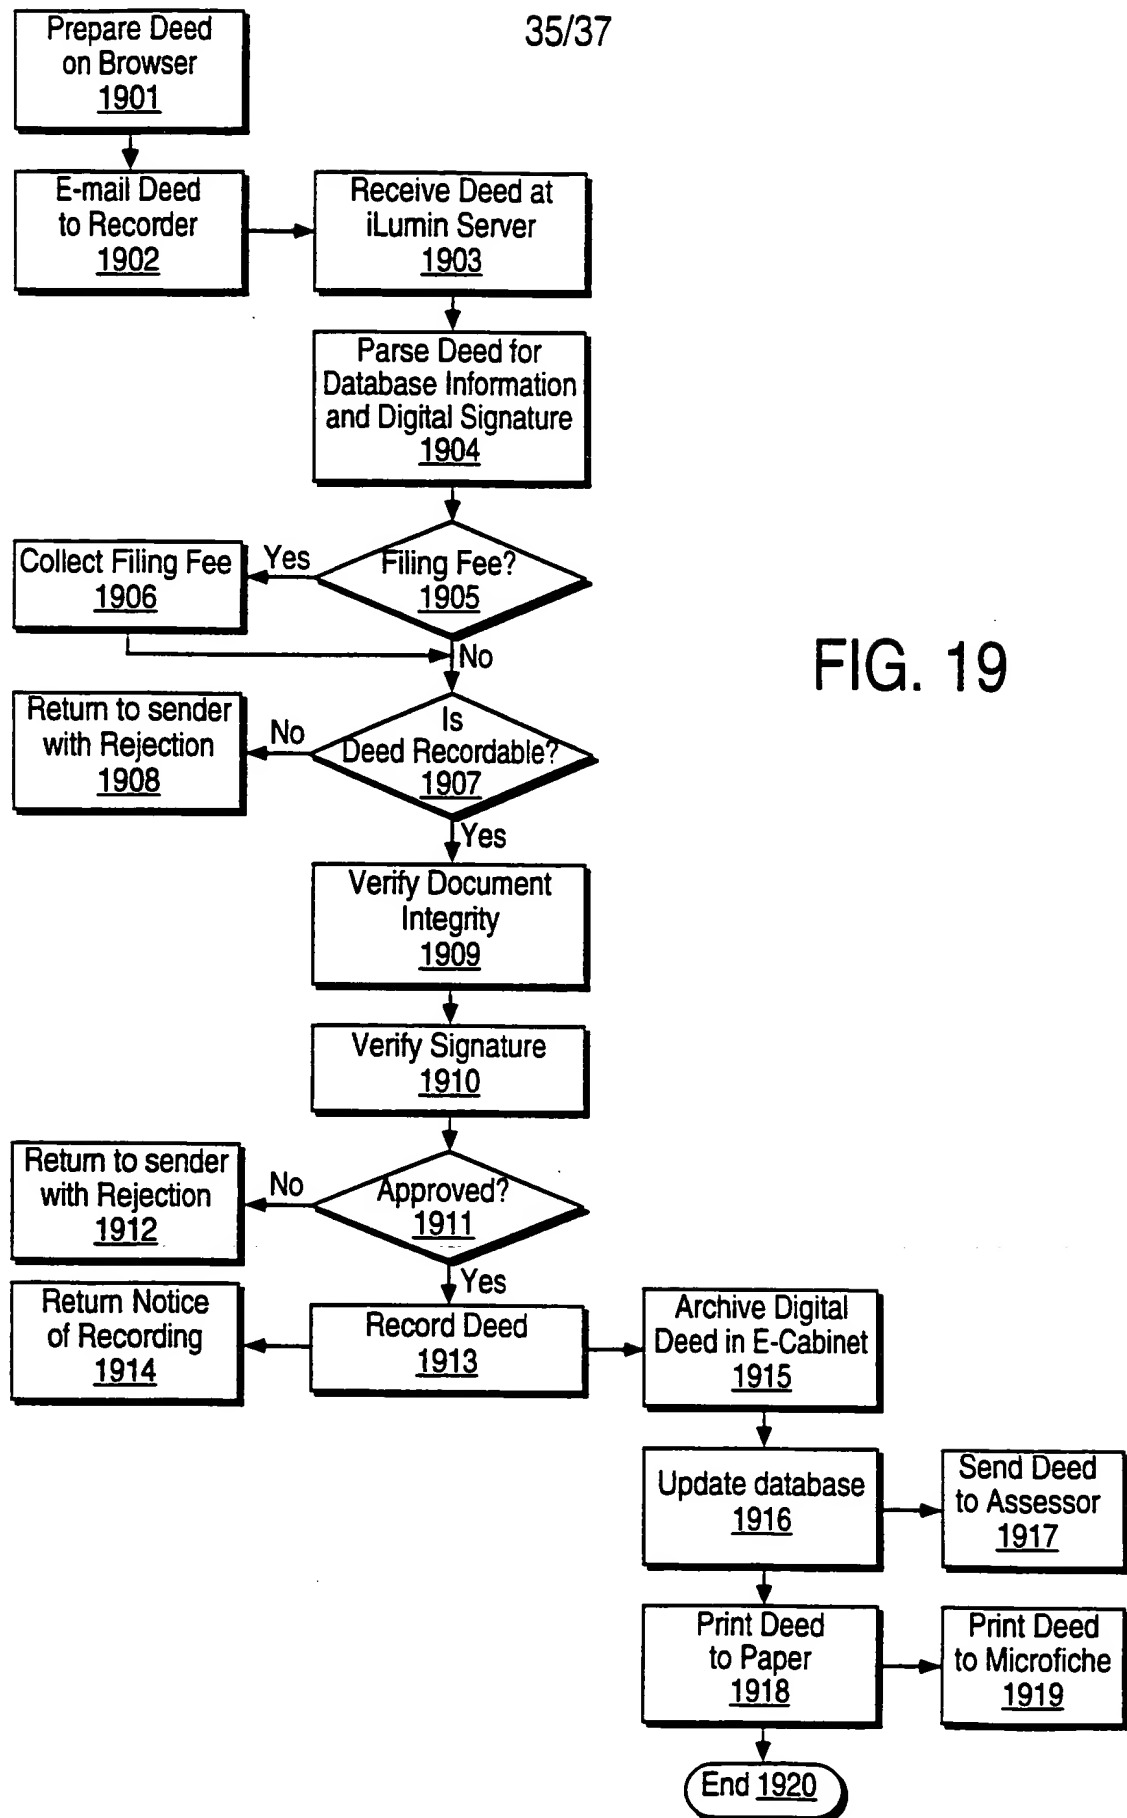 35/37
Prepare Deed
on Browser
1901
E-mail Deed
to Recorder
1902
Receive Deed at
iLumin Server
1903
Parse Deed for
Database Information
and Digital Signature
1904
Filing Fee?
1905
Yes
Collect Filing Fee
1906
No
FIG. 19
Is
Deed Recordable?
1907
No
Return to sender
with Rejection
1908
Yes
Verify Document
Integrity
1909
Verify Signature
1910
Approved?
1911
No
Return to sender
with Rejection
1912
Yes
Record Deed
1913
Return Notice
of Recording
1914
Archive Digital
Deed in E-Cabinet
1915
Update database
1916
Send Deed
to Assessor
1917
Print Deed
to Paper
1918
Print Deed
to Microfiche
1919
End 1920